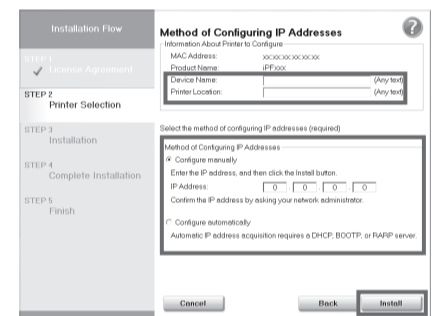 Installation Flow
STEP 1
License Agreement
STEP 2
Printer Selection
STEP 3
Installation
STEP 4
Complete Installation
STEP 5
Finish
Method of Configuring IP Addresses
?
Information About Printer to Configure
MAC Address: xx:xx:xx:xx:xx:xx
Product Name: iPFxxx
Device Name: (Any text)
Printer Location: (Any text)
Select the method of configuring IP addresses (required)
Method of Configuring IP Addresses
Configure manually
Enter the IP address, and then click the Install button.
IP Address: 0 . 0 . 0 . 0
Confirm the IP address by asking your network administrator.
Configure automatically
Automatic IP address acquisition requires a DHCP, BOOTP, or RARP server.
Cancel Back Install